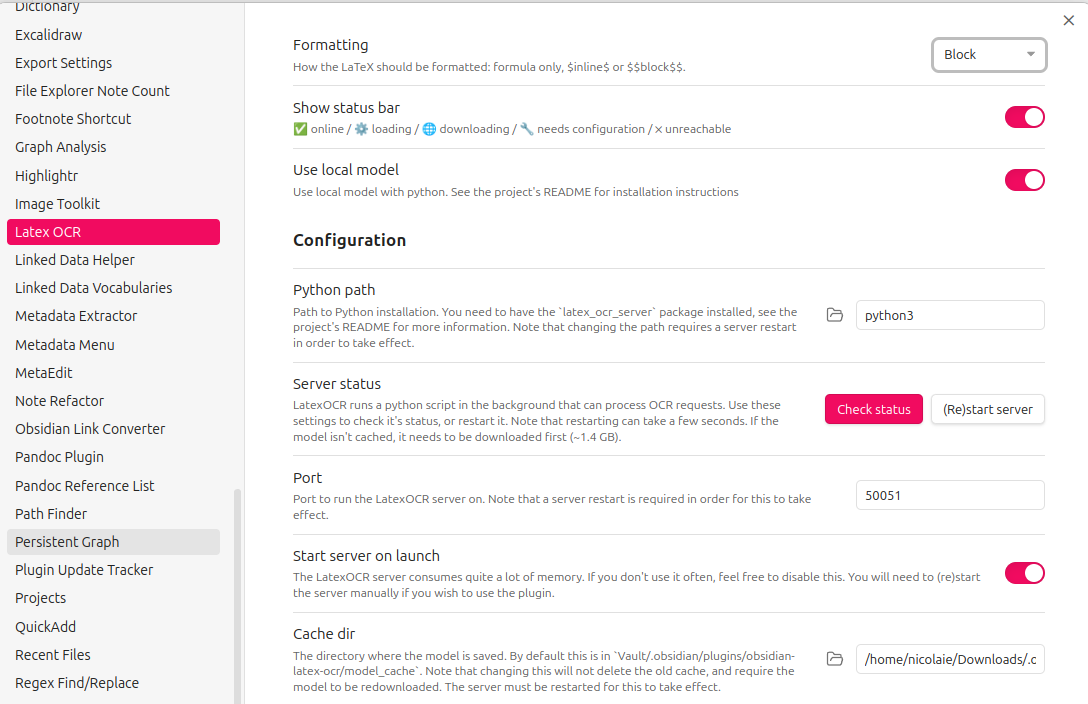 Dictionary
Excalidraw
Export Settings
File Explorer Note Count
Footnote Shortcut
Graph Analysis
Highlightr
Image Toolkit
Latex OCR
Linked Data Helper
Linked Data Vocabularies
Metadata Extractor
Metadata Menu
MetaEdit
Note Refactor
Obsidian Link Converter
Pandoc Plugin
Pandoc Reference List
Path Finder
Persistent Graph
Plugin Update Tracker
Projects
QuickAdd
Recent Files
Regex Find/Replace
Formatting
How the LaTeX should be formatted: formula only, $inline$ or $$block$$.
Block
Show status bar
✅ online / ⚙️ loading / 🌐 downloading / 🔧 needs configuration / ❌ unreachable
Use local model
Use local model with python. See the project's README for installation instructions
Configuration
Python path
Path to Python installation. You need to have the `latex_ocr_server` package installed, see the
project's README for more information. Note that changing the path requires a server restart
in order to take effect.
python3
Server status
LatexOCR runs a python script in the background that can process OCR requests. Use these
settings to check it's status, or restart it. Note that restarting can take a few seconds. If the
model isn't cached, it needs to be downloaded first (~1.4 GB).
Check status
(Re)start server
Port
Port to run the LatexOCR server on. Note that a server restart is required in order for this to take
effect.
50051
Start server on launch
The LatexOCR server consumes quite a lot of memory. If you don't use it often, feel free to disable this. You will need to (re)start
the server manually if you wish to use the plugin.
Cache dir
The directory where the model is saved. By default this is in `Vault/.obsidian/plugins/obsidian-
latex-ocr/model_cache`. Note that changing this will not delete the old cache, and require the
model to be redownloaded. The server must be restarted for this to take effect.
/home/nicolaie/Downloads/.c